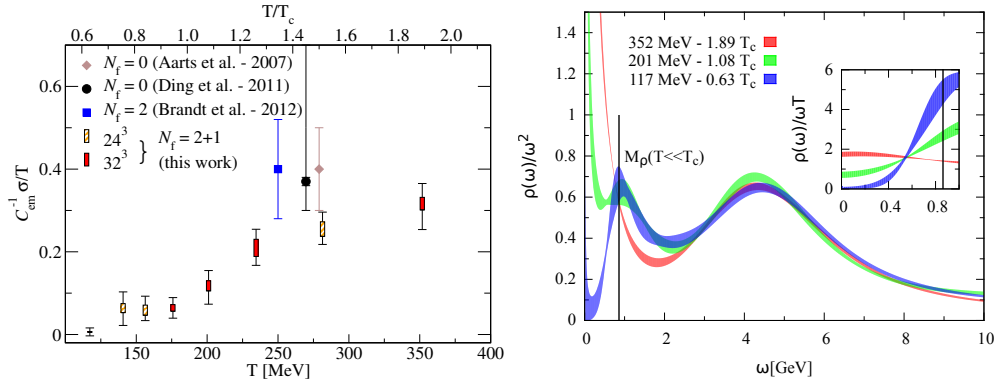 T/T_c
0.6 0.8 1 1.2 1.4 1.6 1.8 2
N_f = 0 (Aarts et al. - 2007)
N_f = 0 (Ding et al. - 2011)
N_f = 2 (Brandt et al. - 2012)
24^3
32^3
} N_f = 2+1
(this work)
C_em^-1 σ/T
0.6
0.4
0.2
0
100 150 200 250 300 350 400
T [MeV]
ρ(ω)/ω²
1.4
1.2
1
0.8
0.6
0.4
0.2
0
352 MeV - 1.89 T_c
201 MeV - 1.08 T_c
117 MeV - 0.63 T_c
M_ρ(T<<T_c)
ρ(ω)/ωT
6
4
2
0
0 0.4 0.8
0 2 4 6 8 10
ω[GeV]